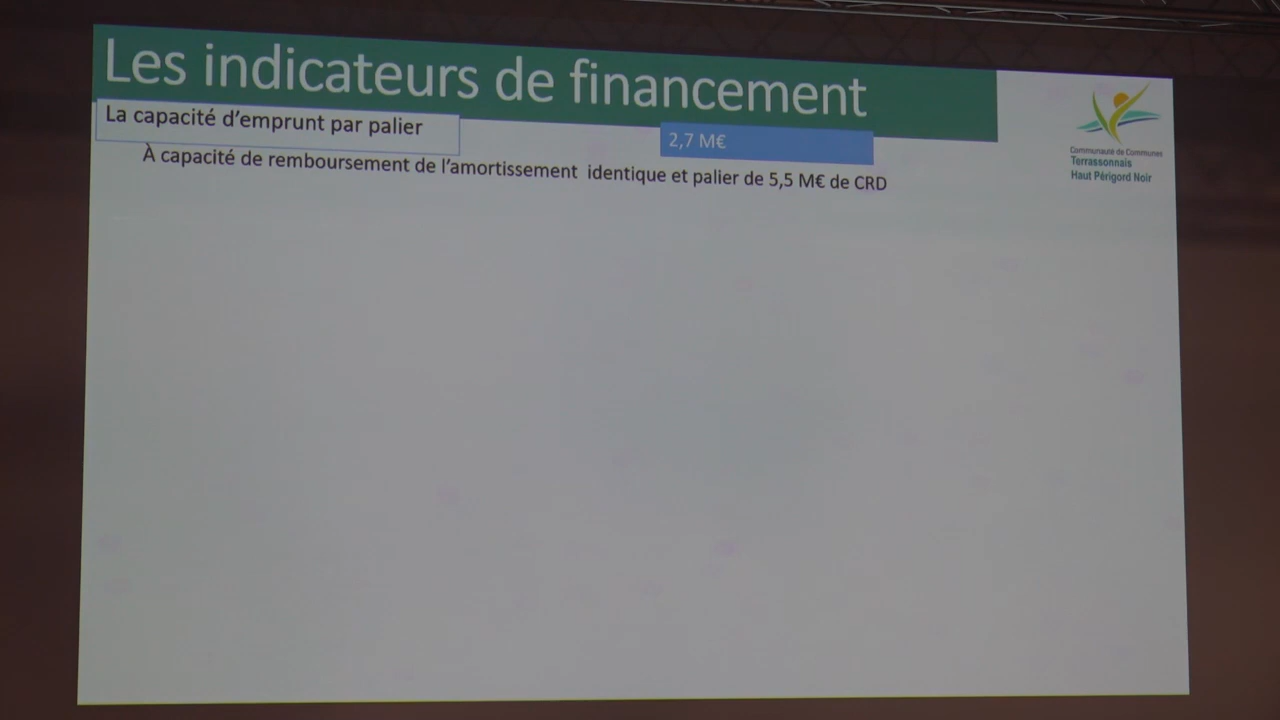 Les indicateurs de financement
La capacité d’emprunt par palier
2,7 M€
À capacité de remboursement de l’amortissement identique et palier de 5,5 M€ de CRD
Communauté de Communes
Terrassonnais
Haut Périgord Noir